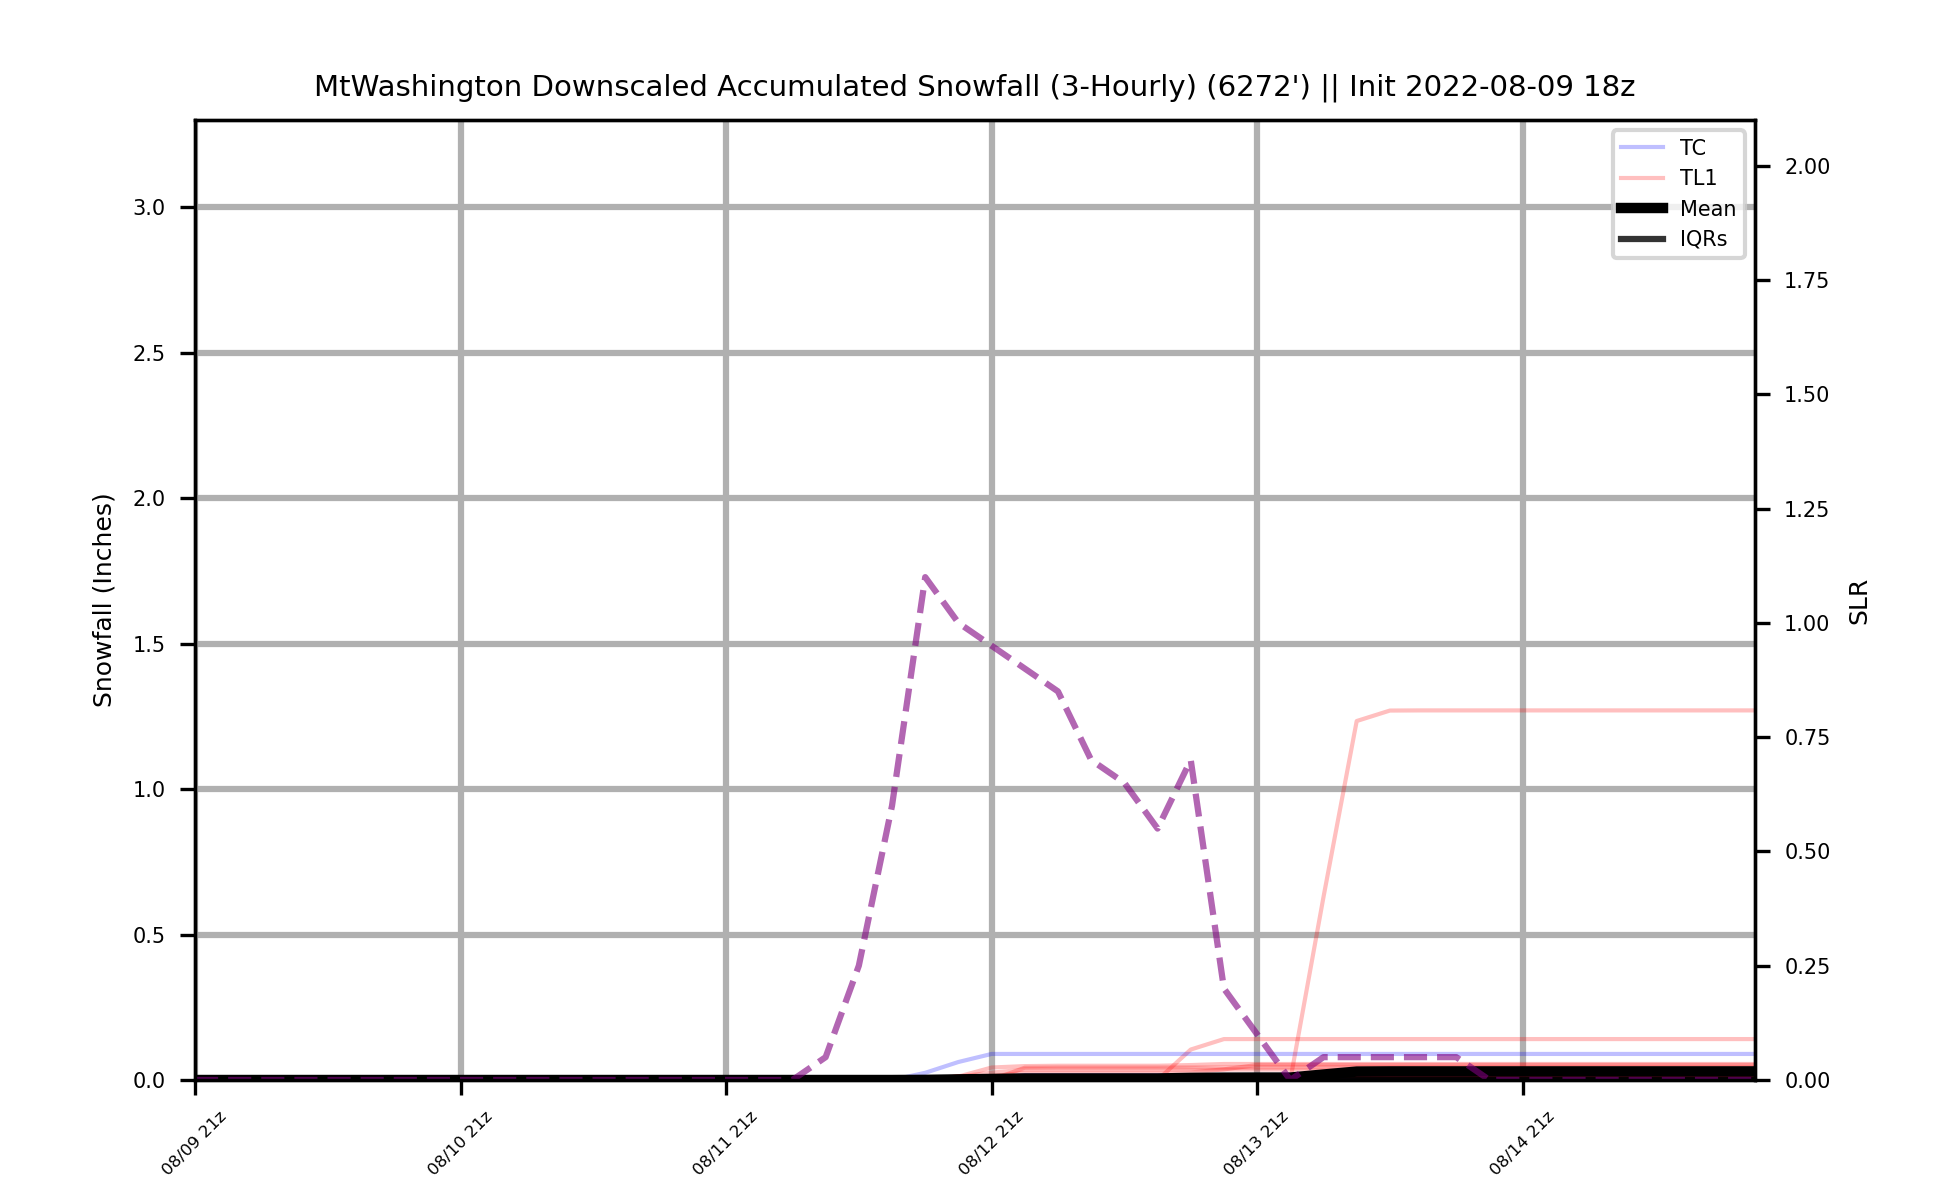 MtWashington Downscaled Accumulated Snowfall (3-Hourly) (6272') || Init 2022-08-09 18z
TC
TL1
Mean
IQRs
Snowfall (Inches)
3.0
2.5
2.0
1.5
1.0
0.5
0.0
2.00
1.75
1.50
1.25
1.00
0.75
0.50
0.25
0.00
SLR
08/09 21z
08/10 21z
08/11 21z
08/12 21z
08/13 21z
08/14 21z